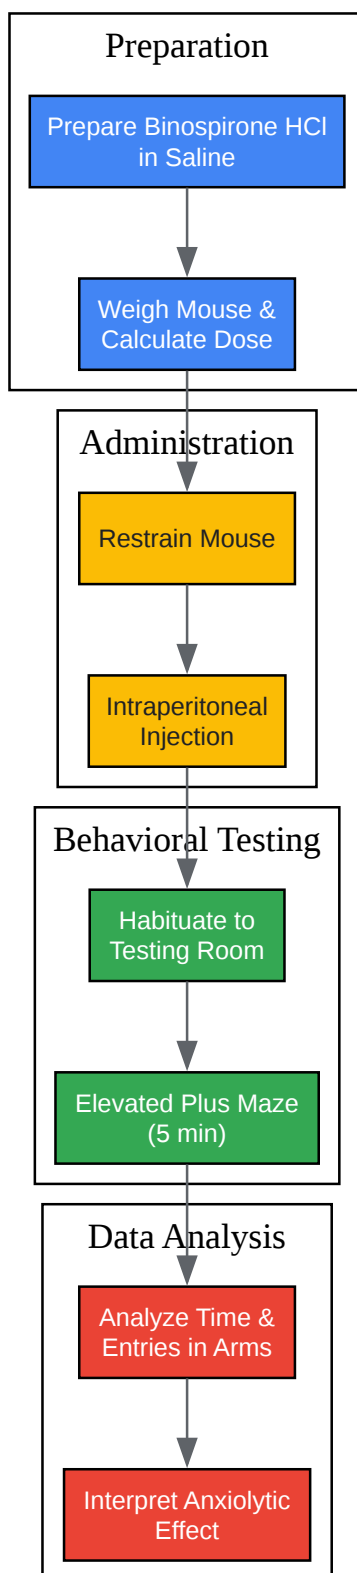 Preparation
Prepare Binospirone HCl
in Saline
Weigh Mouse &
Calculate Dose
Administration
Restrain Mouse
Intraperitoneal
Injection
Behavioral Testing
Habituate to
Testing Room
Elevated Plus Maze
(5 min)
Data Analysis
Analyze Time &
Entries in Arms
Interpret Anxiolytic
Effect